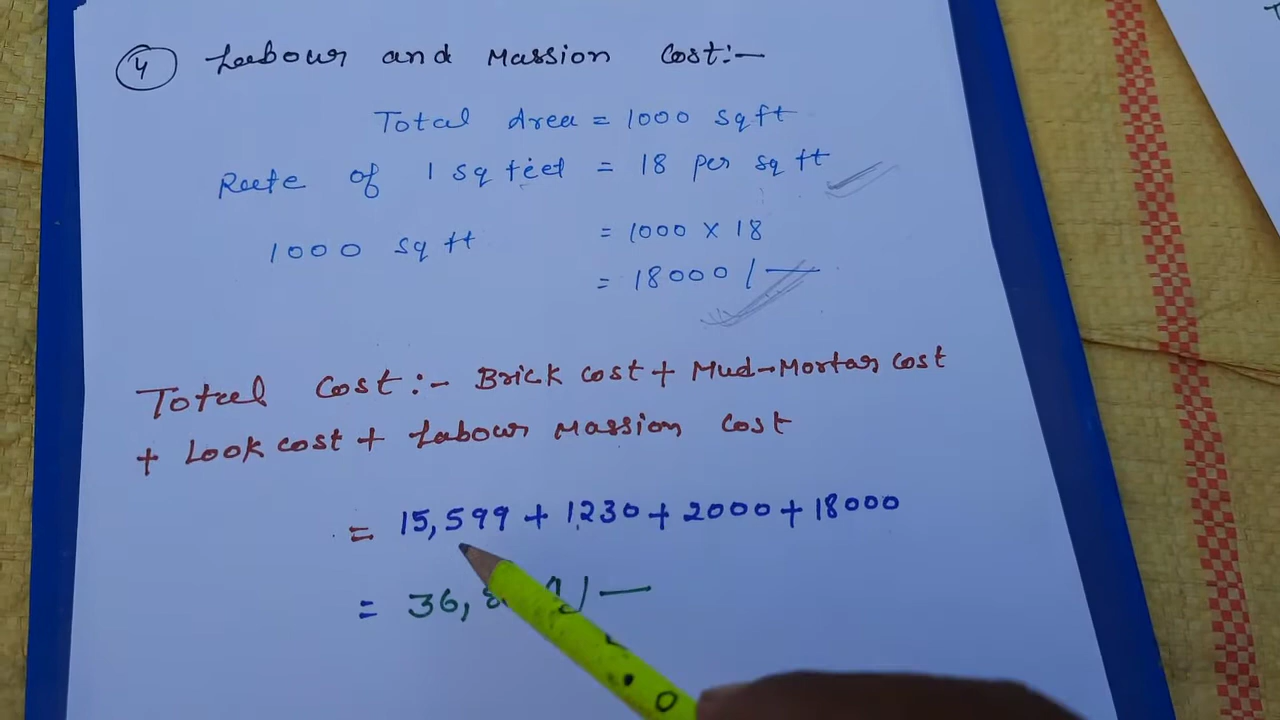 4 Labour and Massion Cost:-
Total Area = 1000 sqft
Rate of 1 sq feet = 18 per sq ft
1000 sq ft = 1000 x 18
= 18000/-
Total Cost:- Brick cost + Mud-Mortar cost
+ Look cost + Labour Massion Cost
= 15,599 + 1230 + 2000 + 18000